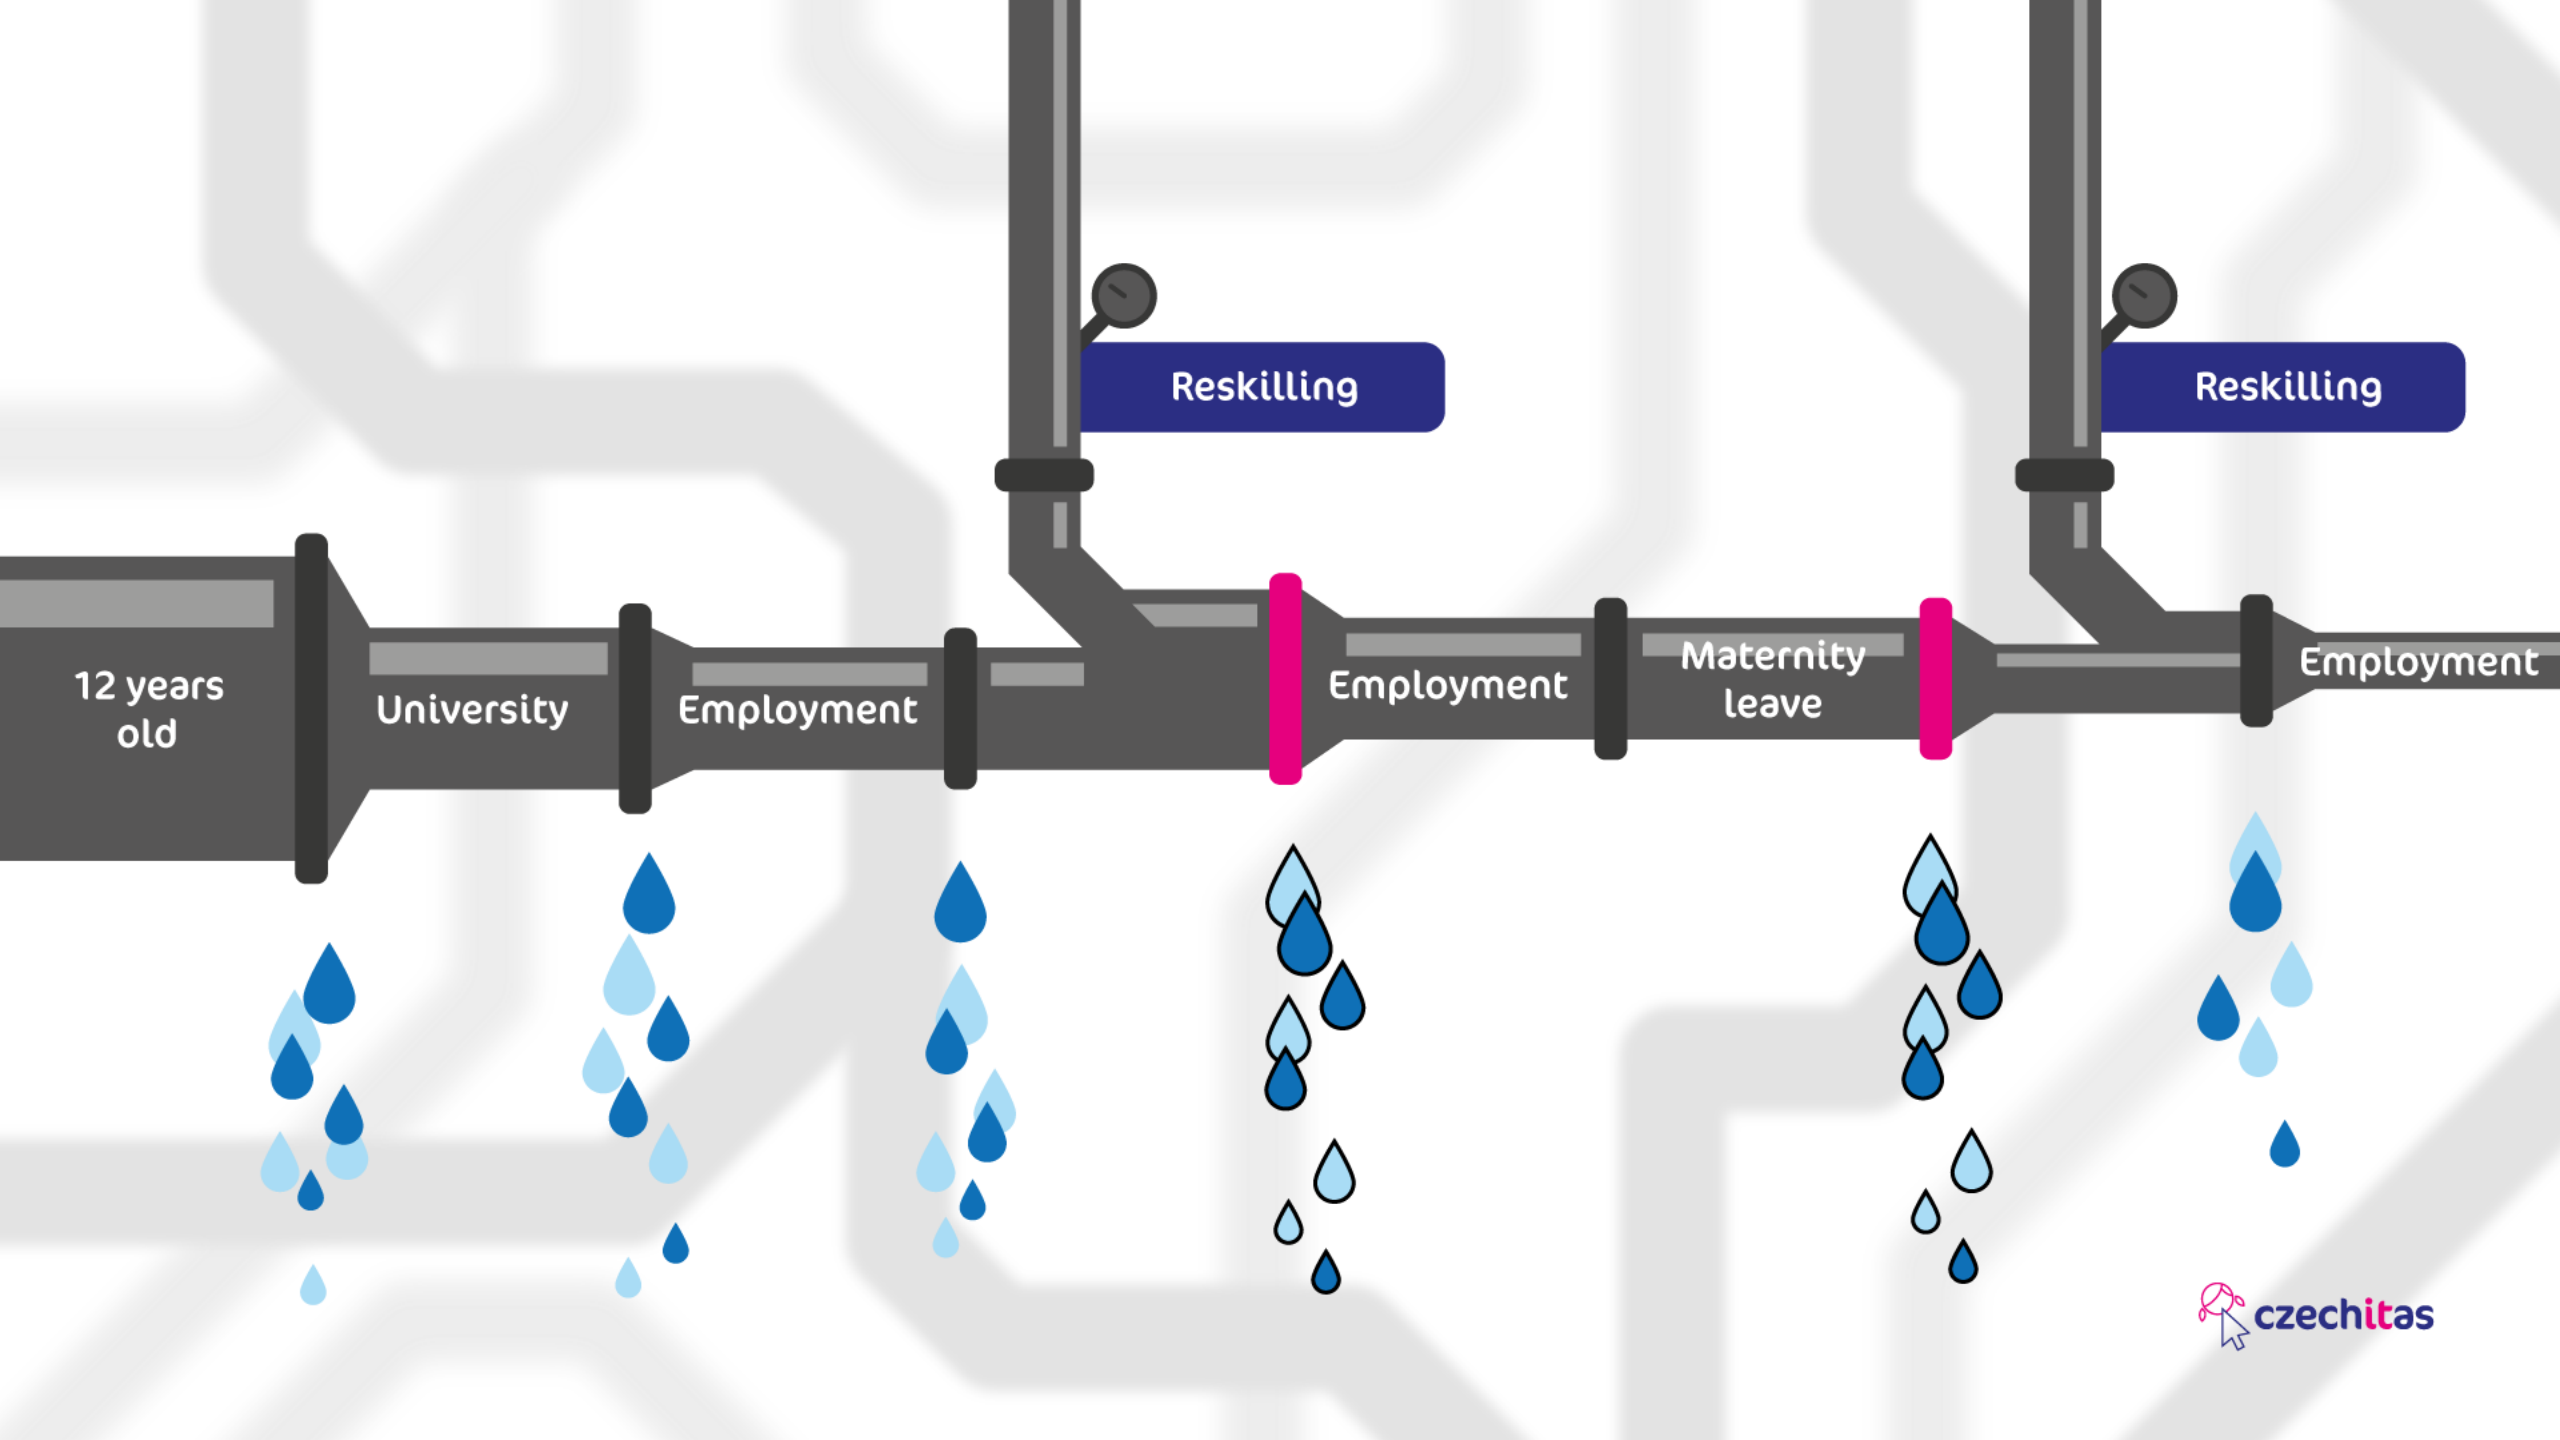 Reskilling
Reskilling
12 years
old
University
Employment
Employment
Maternity
leave
Employment
czechitas